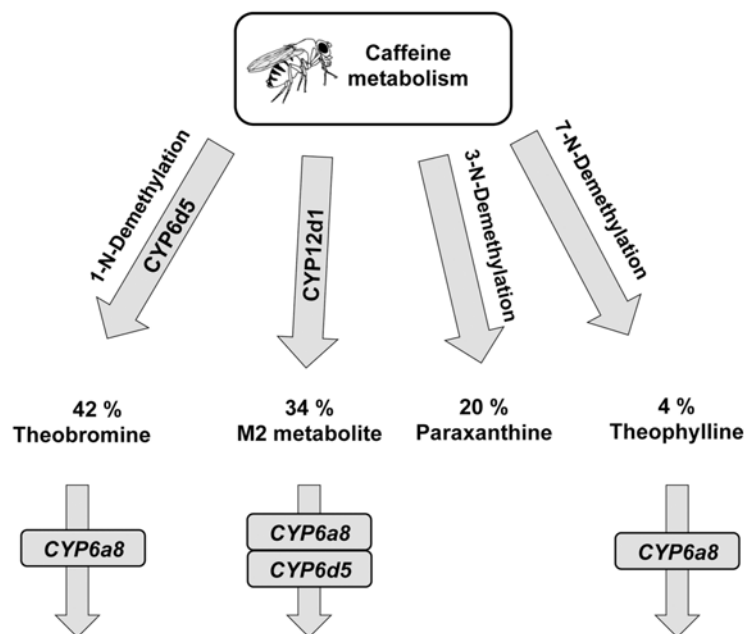 Caffeine
metabolism
1-N-Demethylation
CYP6d5
CYP12d1
3-N-Demethylation
7-N-Demethylation
42 %
Theobromine
34 %
M2 metabolite
20 %
Paraxanthine
4 %
Theophylline
CYP6a8
CYP6a8
CYP6d5
CYP6a8